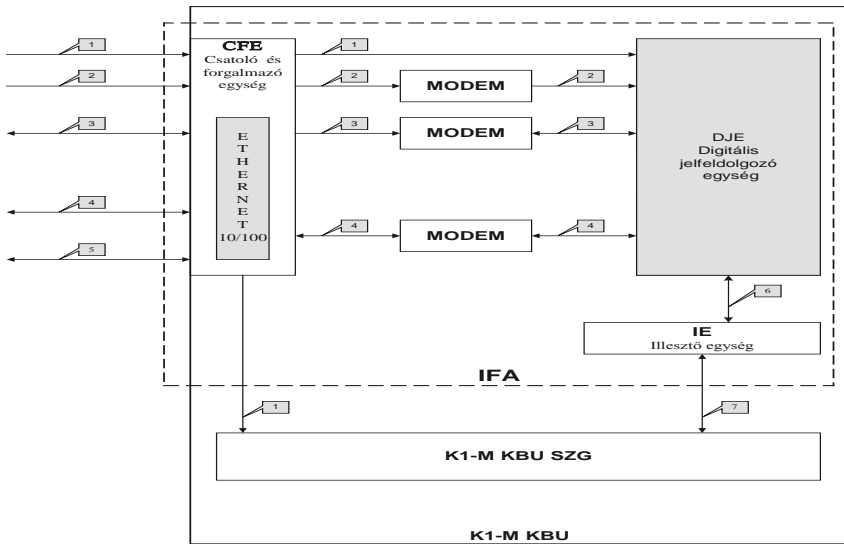 1
CFE
1
Csatoló és
forgalmazó
egység
2
2
MODEM
2
3
3
MODEM
3
E
T
H
E
R
N
E
T
10/100
DJE
Digitális
jelfeldolgozó
egység
4
4
MODEM
4
5
6
IE
Illesztő egység
IFA
1
7
K1-M KBU SZG
K1-M KBU